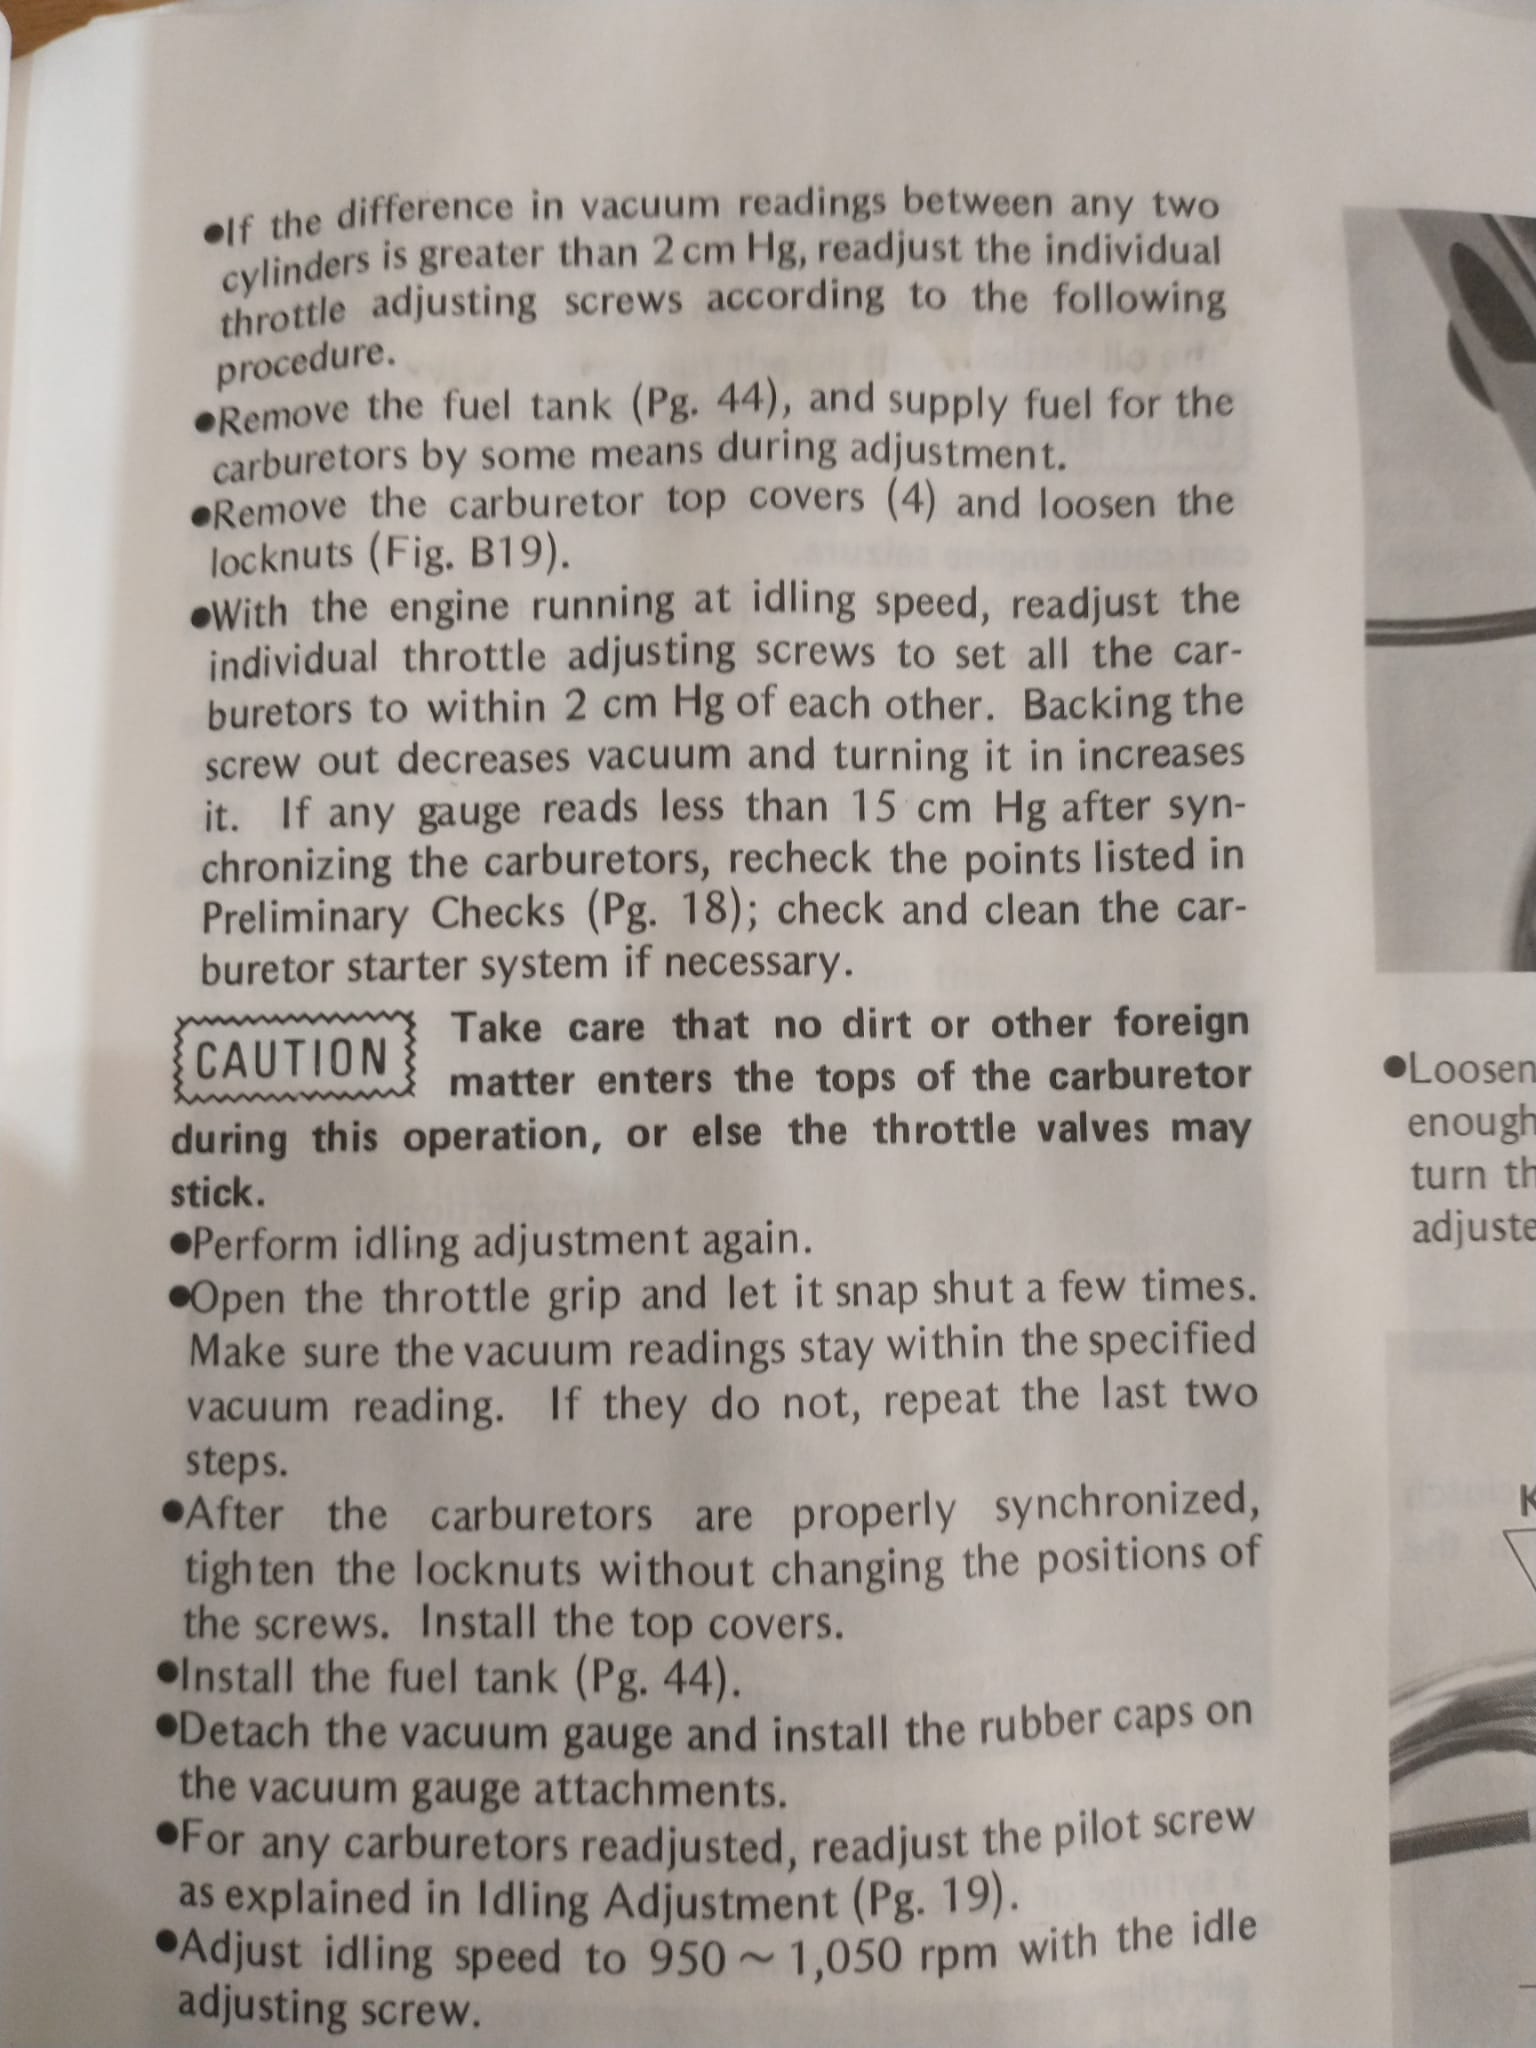 ●If the difference in vacuum readings between any two
cylinders is greater than 2 cm Hg, readjust the individual
throttle adjusting screws according to the following
procedure.
●Remove the fuel tank (Pg. 44), and supply fuel for the
carburetors by some means during adjustment.
●Remove the carburetor top covers (4) and loosen the
locknuts (Fig. B19).
●With the engine running at idling speed, readjust the
individual throttle adjusting screws to set all the car-
buretors to within 2 cm Hg of each other. Backing the
screw out decreases vacuum and turning it in increases
it. If any gauge reads less than 15 cm Hg after syn-
chronizing the carburetors, recheck the points listed in
Preliminary Checks (Pg. 18); check and clean the car-
buretor starter system if necessary.
CAUTION Take care that no dirt or other foreign
matter enters the tops of the carburetor
during this operation, or else the throttle valves may
stick.
●Perform idling adjustment again.
●Open the throttle grip and let it snap shut a few times.
Make sure the vacuum readings stay within the specified
vacuum reading. If they do not, repeat the last two
steps.
●After the carburetors are properly synchronized,
tighten the locknuts without changing the positions of
the screws. Install the top covers.
●Install the fuel tank (Pg. 44).
●Detach the vacuum gauge and install the rubber caps on
the vacuum gauge attachments.
●For any carburetors readjusted, readjust the pilot screw
as explained in Idling Adjustment (Pg. 19).
●Adjust idling speed to 950 ~ 1,050 rpm with the idle
adjusting screw.
●Loosen
enough
turn th
adjuste
K